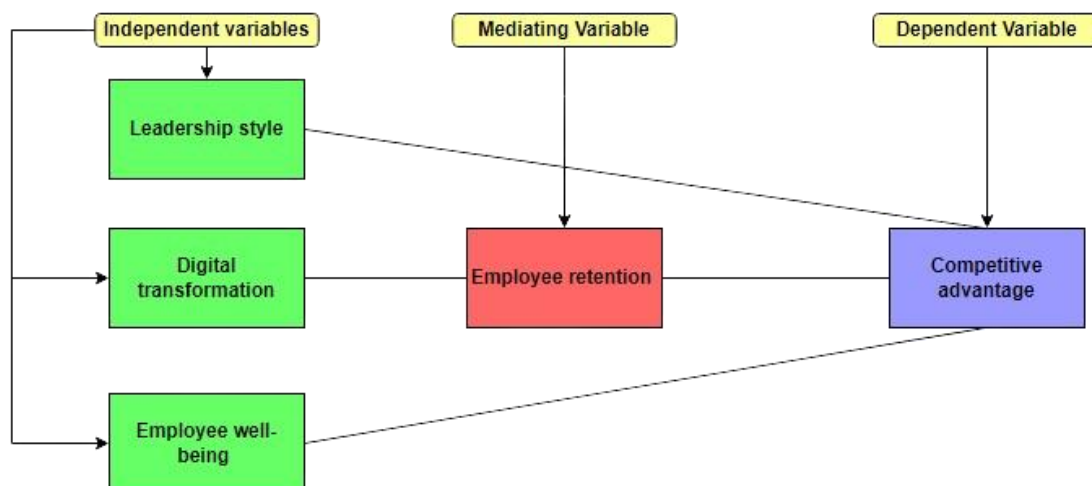 Independent variables
Mediating Variable
Dependent Variable
Leadership style
Digital
transformation
Employee retention
Competitive
advantage
Employee well-
being